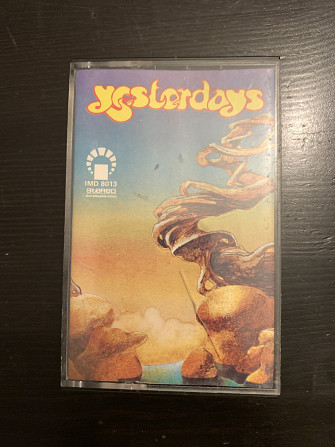 yesterdays
IMD 8013
STEREO